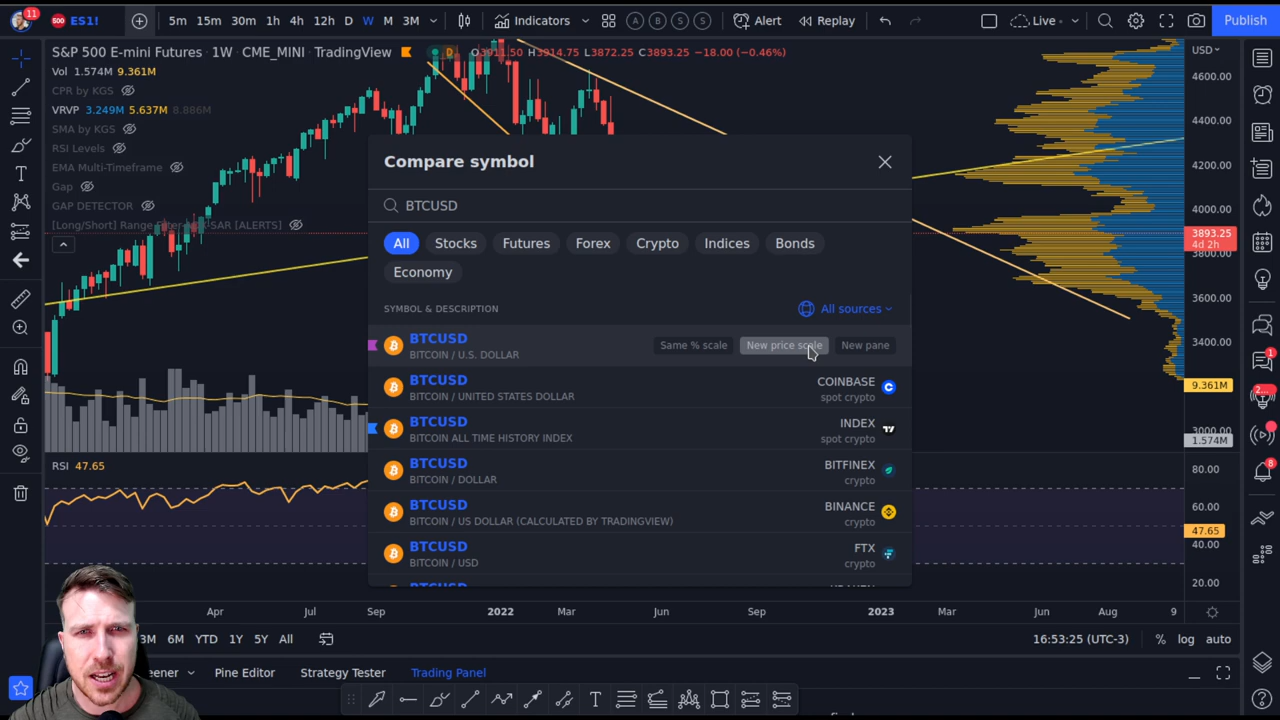 11
500 ES1!
5m 15m 30m 1h 4h 12h D W M 3M
Indicators
A B S S
Alert
Replay
Live
Publish
S&P 500 E-mini Futures · 1W · CME_MINI · TradingView
D
O3911.50 H3914.75 L3872.25 C3893.25 −18.00 (−0.46%)
USD
Vol 1.574M 9.361M
CPR by KGS
VRVP 3.249M 5.637M 8.886M
SMA by KGS
RSI Levels
EMA Multi-Timeframe
Gap
GAP DETECTOR
4600.00
4400.00
4200.00
4000.00
3893.25
4d 2h
3800.00
3600.00
3400.00
9.361M
3000.00
1.574M
Compare symbol
BTCUSD
All Stocks Futures Forex Crypto Indices Bonds
Economy
SYMBOL & DESCRIPTION
All sources
BTCUSD
BITCOIN / U.S. DOLLAR
Same % scale New price scale New pane
BTCUSD
BITCOIN / UNITED STATES DOLLAR
COINBASE
spot crypto
BTCUSD
BITCOIN ALL TIME HISTORY INDEX
INDEX
spot crypto
BTCUSD
BITCOIN / DOLLAR
BITFINEX
crypto
BTCUSD
BITCOIN / US DOLLAR (CALCULATED BY TRADINGVIEW)
BINANCE
crypto
BTCUSD
BITCOIN / USD
FTX
crypto
RSI 47.65
80.00
60.00
47.65
40.00
20.00
Apr Jul Sep 2022 Mar Jun Sep 2023 Mar Jun Aug 9
3M 6M YTD 1Y 5Y All
16:53:25 (UTC-3) % log auto
Pine Editor Strategy Tester Trading Panel
1
2...
8